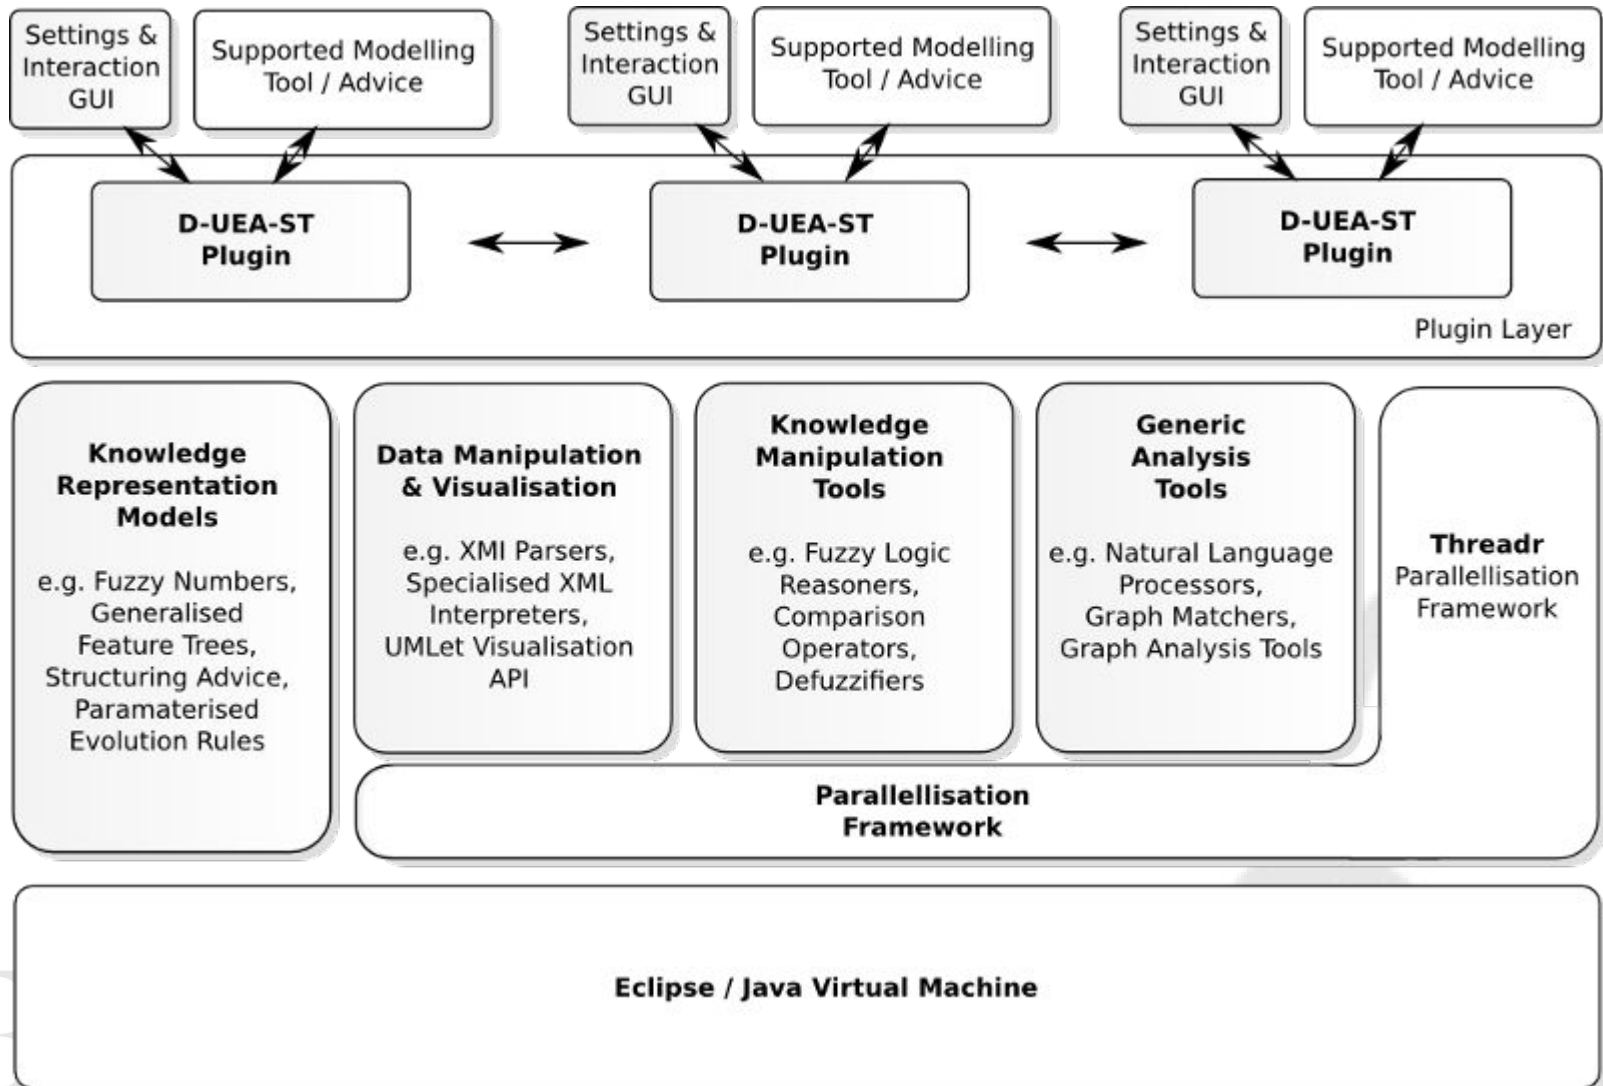 Settings &
Interaction
GUI
Supported Modelling
Tool / Advice
Settings &
Interaction
GUI
Supported Modelling
Tool / Advice
Settings &
Interaction
GUI
Supported Modelling
Tool / Advice
D-UEA-ST
Plugin
D-UEA-ST
Plugin
D-UEA-ST
Plugin
Plugin Layer
Knowledge
Representation
Models
e.g. Fuzzy Numbers,
Generalised
Feature Trees,
Structuring Advice,
Paramaterised
Evolution Rules
Data Manipulation
& Visualisation
e.g. XMI Parsers,
Specialised XML
Interpreters,
UMLet Visualisation
API
Knowledge
Manipulation
Tools
e.g. Fuzzy Logic
Reasoners,
Comparison
Operators,
Defuzzifiers
Generic
Analysis
Tools
e.g. Natural Language
Processors,
Graph Matchers,
Graph Analysis Tools
Threadr
Parallellisation
Framework
Parallellisation
Framework
Eclipse / Java Virtual Machine